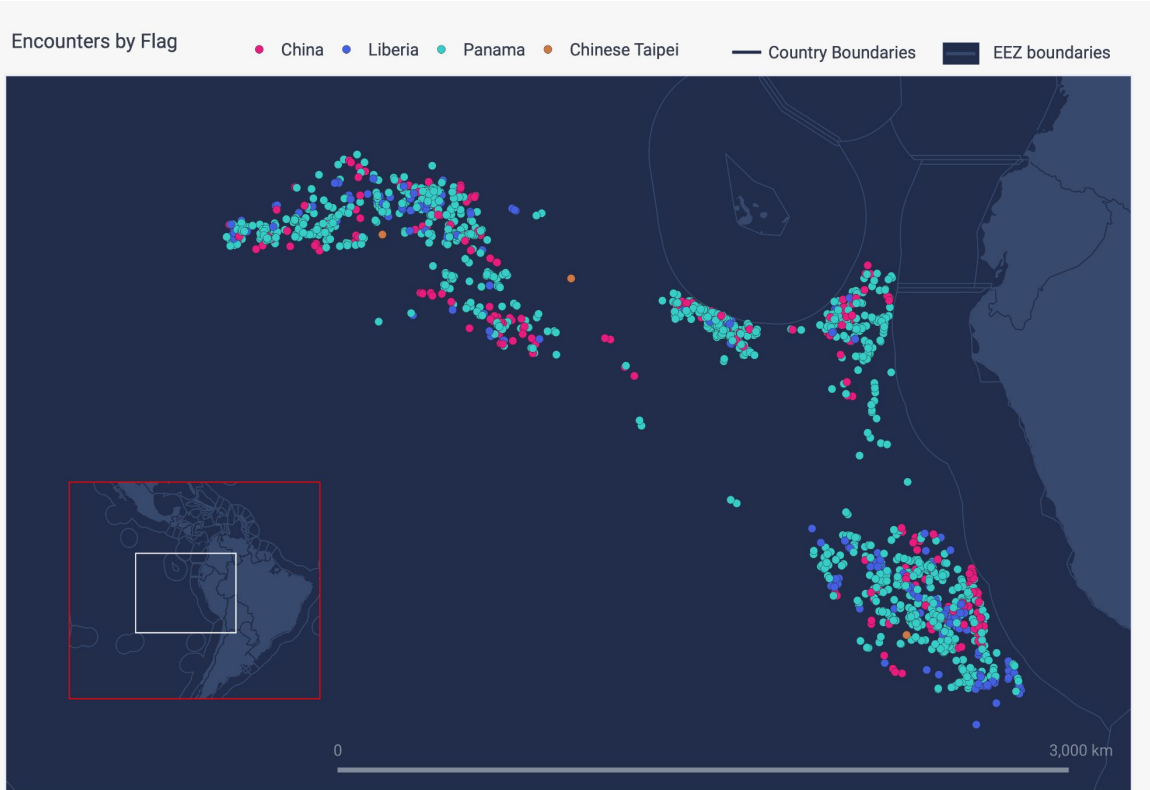 Encounters by Flag
China
Liberia
Panama
Chinese Taipei
Country Boundaries
EEZ boundaries
0
3,000 km